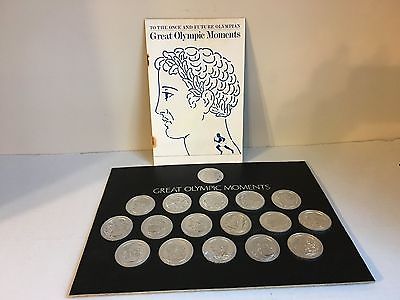 TO THE ONCE AND FUTURE OLYMPIAN
Great Olympic Moments
GREAT OLYMPIC MOMENTS